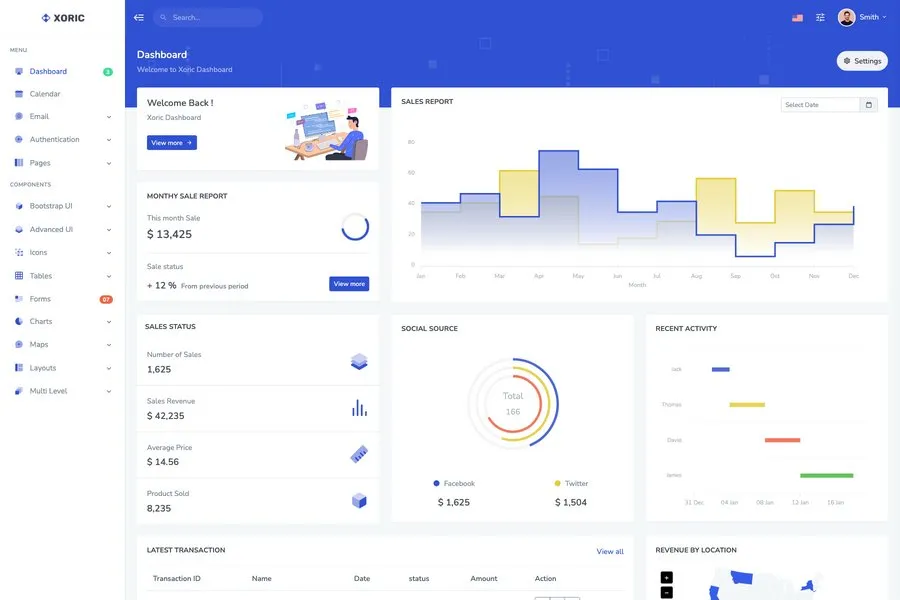 XORIC
Search...
Smith
MENU
Dashboard 3
Calendar
Email
Authentication
Pages
COMPONENTS
Bootstrap UI
Advanced UI
Icons
Tables
Forms 07
Charts
Maps
Layouts
Multi Level
Dashboard
Welcome to Xoric Dashboard
Settings
Welcome Back !
Xoric Dashboard
View more
MONTHY SALE REPORT
This month Sale
$ 13,425
Sale status
+ 12 % From previous period
View more
SALES REPORT
Select Date
80
60
40
20
0
Jan Feb Mar Apr May Jun Jul Aug Sep Oct Nov Dec
Month
SALES STATUS
Number of Sales
1,625
Sales Revenue
$ 42,235
Average Price
$ 14.56
Product Sold
8,235
SOCIAL SOURCE
Total
166
Facebook Twitter
$ 1,625 $ 1,504
RECENT ACTIVITY
Jack
Thomas
Davis
James
31 Dec 04 Jan 08 Jan 12 Jan 16 Jan
LATEST TRANSACTION
View all
Transaction ID Name Date status Amount Action
REVENUE BY LOCATION
+
−